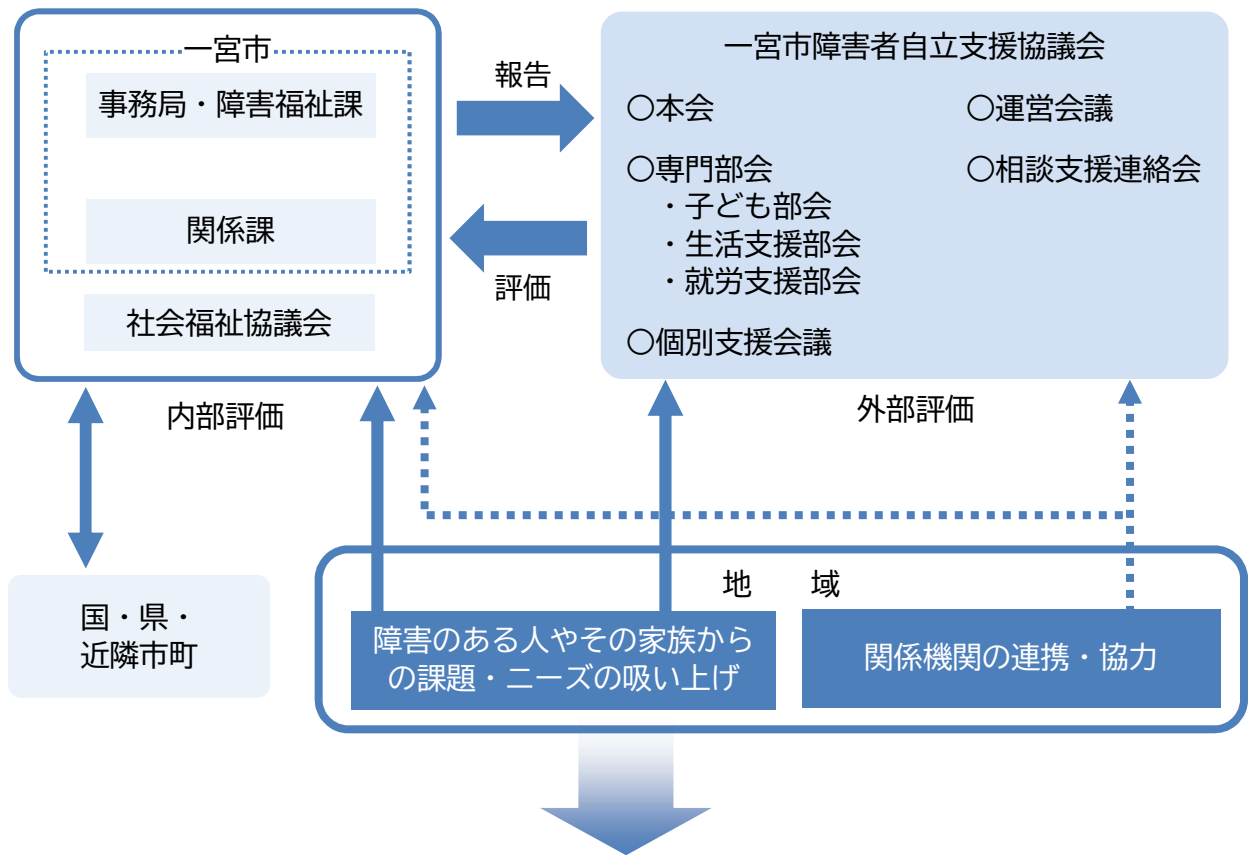 一宮市
事務局・障害福祉課
関係課
社会福祉協議会
報告
評価
一宮市障害者自立支援協議会
〇本会
〇運営会議
〇専門部会
〇相談支援連絡会
・子ども部会
・生活支援部会
・就労支援部会
〇個別支援会議
内部評価
外部評価
国・県・
近隣市町
地　域
障害のある人やその家族から
の課題・ニーズの吸い上げ
関係機関の連携・協力